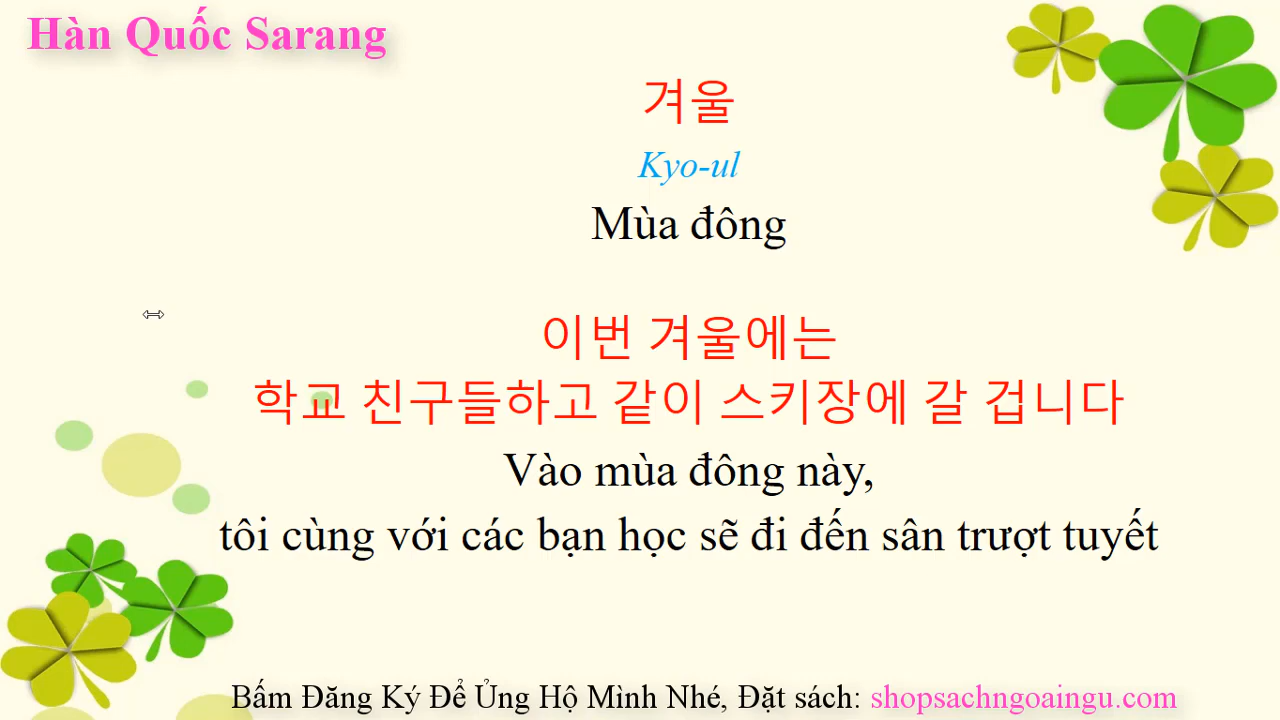 Hàn Quốc Sarang
겨울
Kyo-ul
Mùa đông
이번 겨울에는
학교 친구들하고 같이 스키장에 갈 겁니다
Vào mùa đông này,
tôi cùng với các bạn học sẽ đi đến sân trượt tuyết
Bấm Đăng Ký Để Ủng Hộ Mình Nhé, Đặt sách: shopsachngoaingu.com